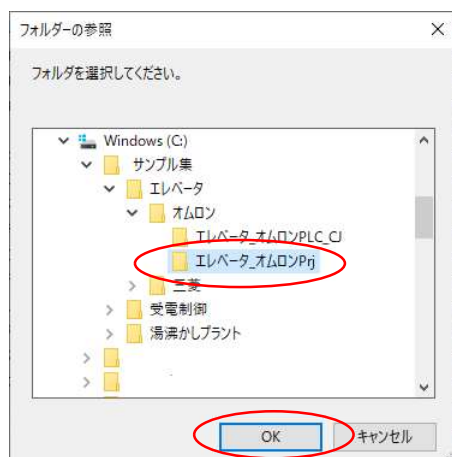 フォルダーの参照
フォルダを選択してください。
Windows (C:)
サンプル集
エレベータ
オムロン
エレベータ_オムロンPLC_CJ
エレベータ_オムロンPrj
三菱
受電制御
湯沸かしプラント
OK
キャンセル